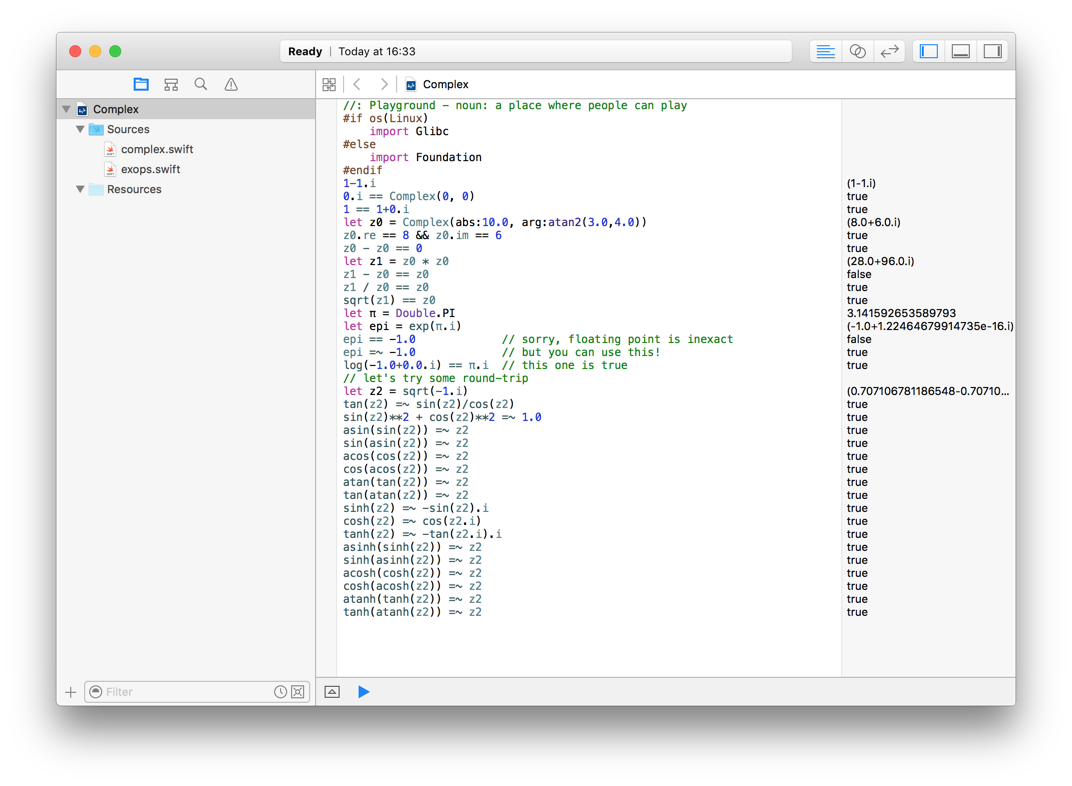 Ready | Today at 16:33
Complex
Complex
Sources
complex.swift
exops.swift
Resources
Filter
//: Playground - noun: a place where people can play
#if os(Linux)
    import Glibc
#else
    import Foundation
#endif
1-1.i (1-1.i)
0.i == Complex(0, 0) true
1 == 1+0.i true
let z0 = Complex(abs:10.0, arg:atan2(3.0,4.0)) (8.0+6.0.i)
z0.re == 8 && z0.im == 6 true
z0 - z0 == 0 true
let z1 = z0 * z0 (28.0+96.0.i)
z1 - z0 == z0 false
z1 / z0 == z0 true
sqrt(z1) == z0 true
let π = Double.PI 3.141592653589793
let epi = exp(π.i) (-1.0+1.22464679914735e-16.i)
epi == -1.0 // sorry, floating point is inexact false
epi =~ -1.0 // but you can use this! true
log(-1.0+0.0.i) == π.i // this one is true true
// let's try some round-trip
let z2 = sqrt(-1.i) (0.707106781186548-0.70710...
tan(z2) =~ sin(z2)/cos(z2) true
sin(z2)**2 + cos(z2)**2 =~ 1.0 true
asin(sin(z2)) =~ z2 true
sin(asin(z2)) =~ z2 true
acos(cos(z2)) =~ z2 true
cos(acos(z2)) =~ z2 true
atan(tan(z2)) =~ z2 true
tan(atan(z2)) =~ z2 true
sinh(z2) =~ -sin(z2).i true
cosh(z2) =~ cos(z2.i) true
tanh(z2) =~ -tan(z2.i).i true
asinh(sinh(z2)) =~ z2 true
sinh(asinh(z2)) =~ z2 true
acosh(cosh(z2)) =~ z2 true
cosh(acosh(z2)) =~ z2 true
atanh(tanh(z2)) =~ z2 true
tanh(atanh(z2)) =~ z2 true